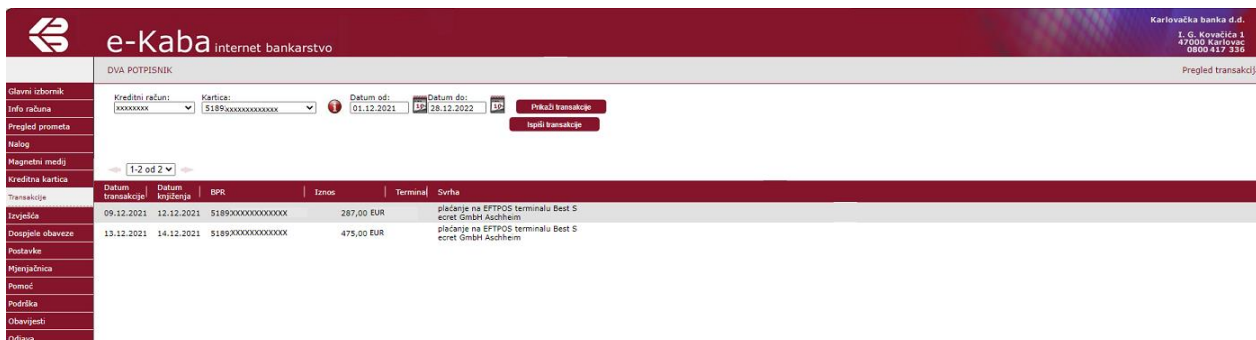 Karlovačka banka d.d.
I. G. Kovačića 1
47000 Karlovac
0800 417 336
e-Kaba internet bankarstvo
DVA POTPISNIK
Pregled transakcij
Glavni izbornik
Info računa
Pregled prometa
Nalog
Magnetni medij
Kreditna kartica
Transakcije
Izvješća
Dospjele obaveze
Postavke
Mjenjačnica
Pomoć
Podrška
Obavijesti
Odjava
Kreditni račun: Kartica: Datum od: Datum do:
xxxxxxxx 5189xxxxxxxxxxxx 01.12.2021 28.12.2022 Prikaži transakcije
Ispiši transakcije
1-2 od 2
Datum transakcije Datum knjiženja BPR Iznos Terminal Svrha
09.12.2021 12.12.2021 5189XXXXXXXXXXXX 287,00 EUR plaćanje na EFTPOS terminalu Best S
ecret GmbH Aschheim
13.12.2021 14.12.2021 5189XXXXXXXXXXXX 475,00 EUR plaćanje na EFTPOS terminalu Best S
ecret GmbH Aschheim